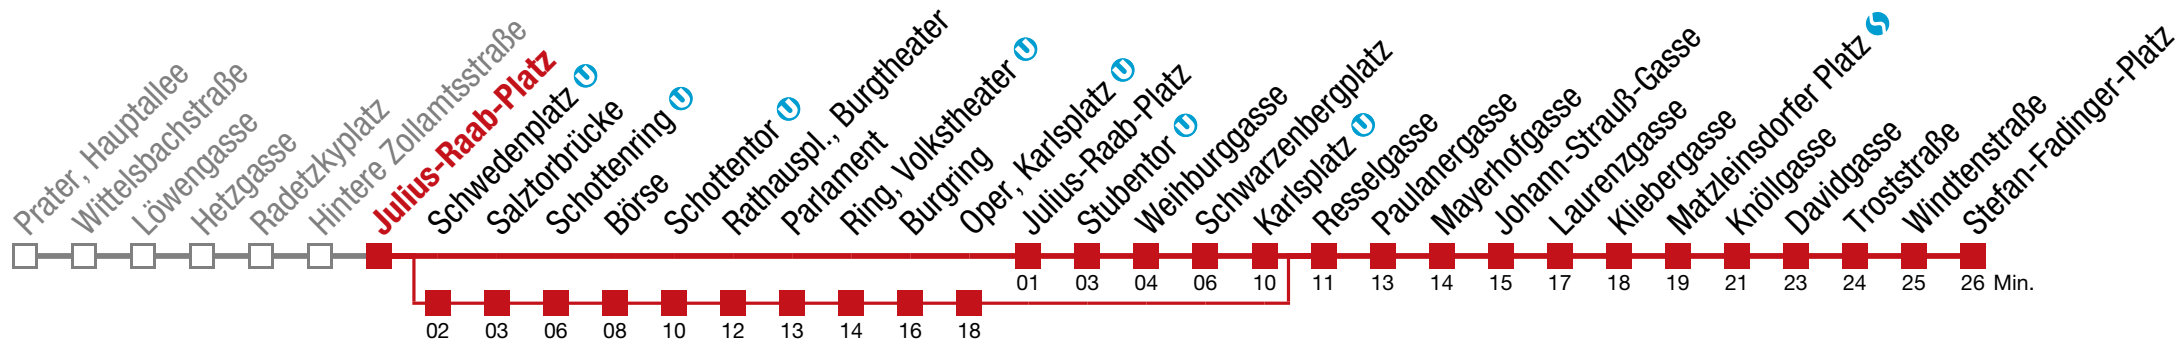 Prater, Hauptallee
Wittelsbachstraße
Löwengasse
Hetzgasse
Radetzkyplatz
Hintere Zollamtsstraße
Julius-Raab-Platz
Schwedenplatz U
Salztorbrücke
Schottenring U
Börse
Schottentor U
Rathauspl., Burgtheater
Parlament
Ring, Volkstheater U
Burgring
Oper, Karlsplatz U
Julius-Raab-Platz
Stubentor U
Weihburggasse
Schwarzenbergplatz
Karlsplatz U
Resselgasse
Paulanergasse
Mayerhofgasse
Johann-Strauß-Gasse
Laurenzgasse
Kliebergasse
Matzleinsdorfer Platz S
Knöllgasse
Davidgasse
Troststraße
Windtenstraße
Stefan-Fadinger-Platz
01 03 04 06 10 11 13 14 15 17 18 19 21 23 24 25 26 Min.
02 03 06 08 10 12 13 14 16 18